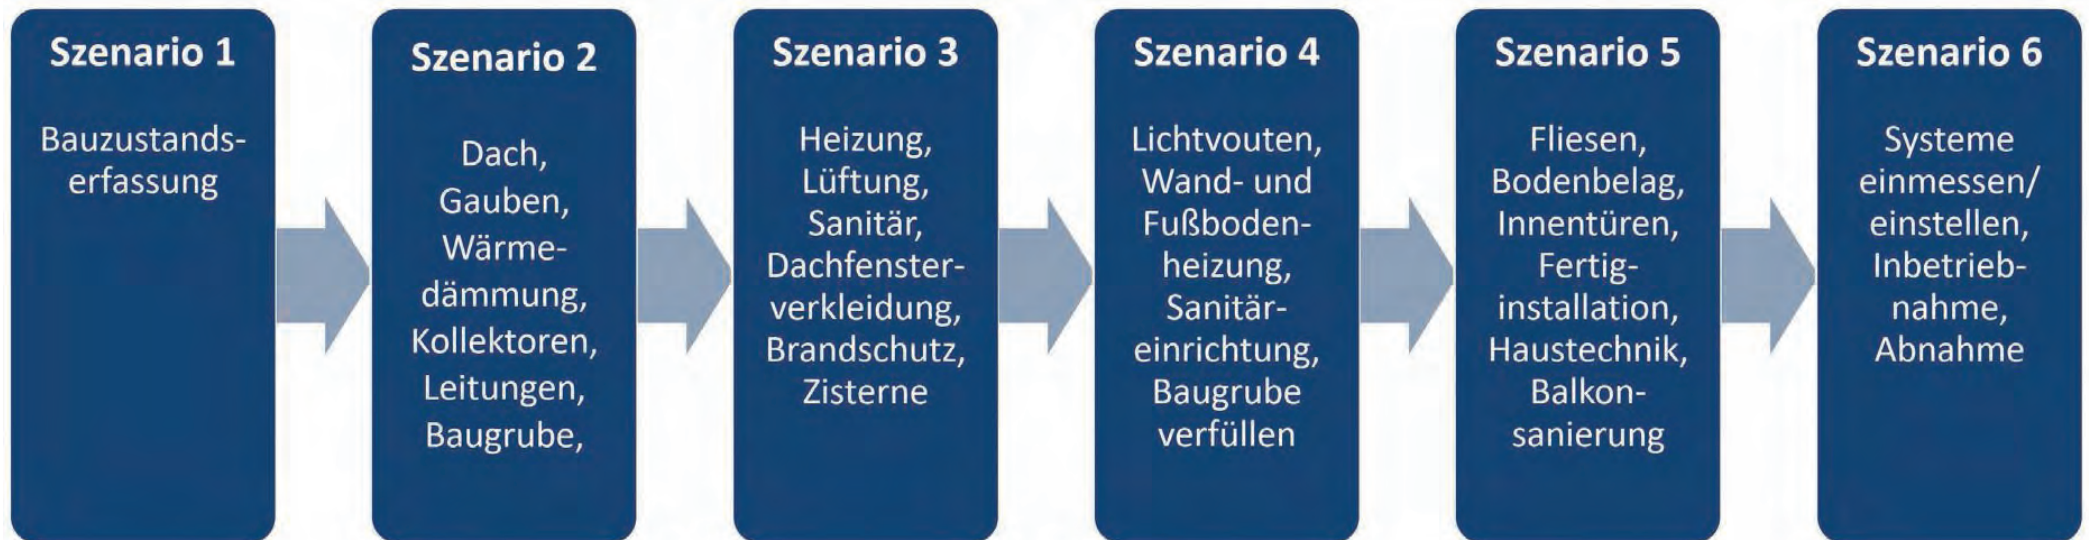 Szenario 1
Bauzustands-
erfassung
Szenario 2
Dach,
Gauben,
Wärme-
dämmung,
Kollektoren,
Leitungen,
Baugrube,
Szenario 3
Heizung,
Lüftung,
Sanitär,
Dachfenster-
verkleidung,
Brandschutz,
Zisterne
Szenario 4
Lichtvouten,
Wand- und
Fußboden-
heizung,
Sanitär-
einrichtung,
Baugrube
verfüllen
Szenario 5
Fliesen,
Bodenbelag,
Innentüren,
Fertig-
installation,
Haustechnik,
Balkon-
sanierung
Szenario 6
Systeme
einmessen/
einstellen,
Inbetrieb-
nahme,
Abnahme